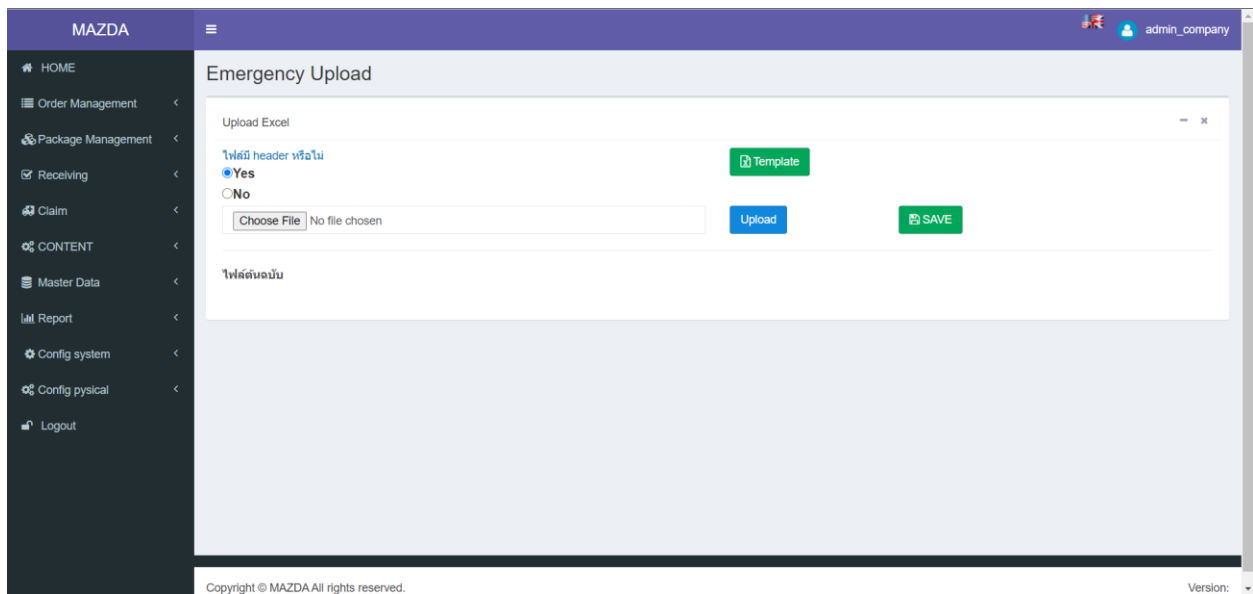 MAZDA
admin_company
HOME
Order Management
Package Management
Receiving
Claim
CONTENT
Master Data
Report
Config system
Config pysical
Logout
Emergency Upload
Upload Excel
ไฟล์มี header หรือไม่
Yes
No
Template
Choose File No file chosen
Upload
SAVE
ไฟล์ต้นฉบับ
Copyright © MAZDA All rights reserved.
Version: